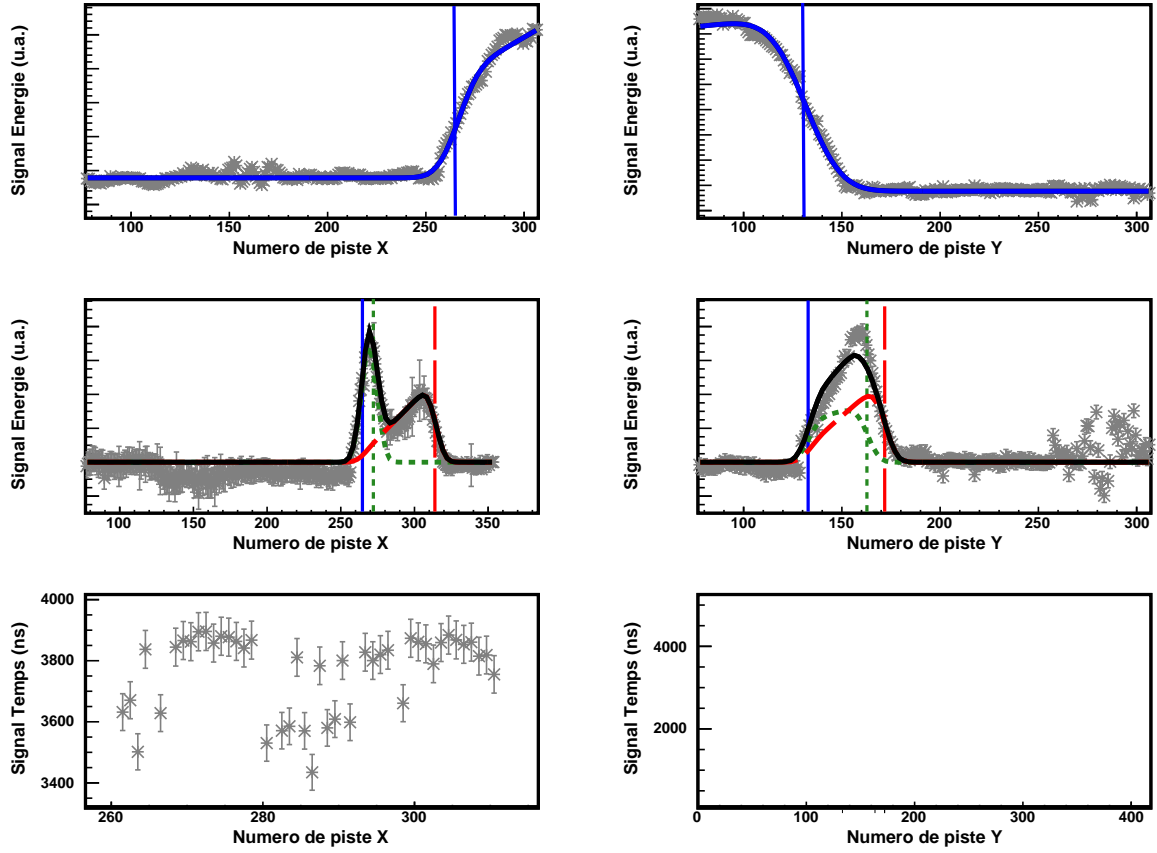 Signal Energie (u.a.)
100 150 200 250 300
Numero de piste X
Signal Energie (u.a.)
100 150 200 250 300
Numero de piste Y
Signal Energie (u.a.)
100 150 200 250 300 350
Numero de piste X
Signal Energie (u.a.)
100 150 200 250 300
Numero de piste Y
Signal Temps (ns)
4000
3800
3600
3400
260 280 300
Numero de piste X
Signal Temps (ns)
4000
2000
0 100 200 300 400
Numero de piste Y